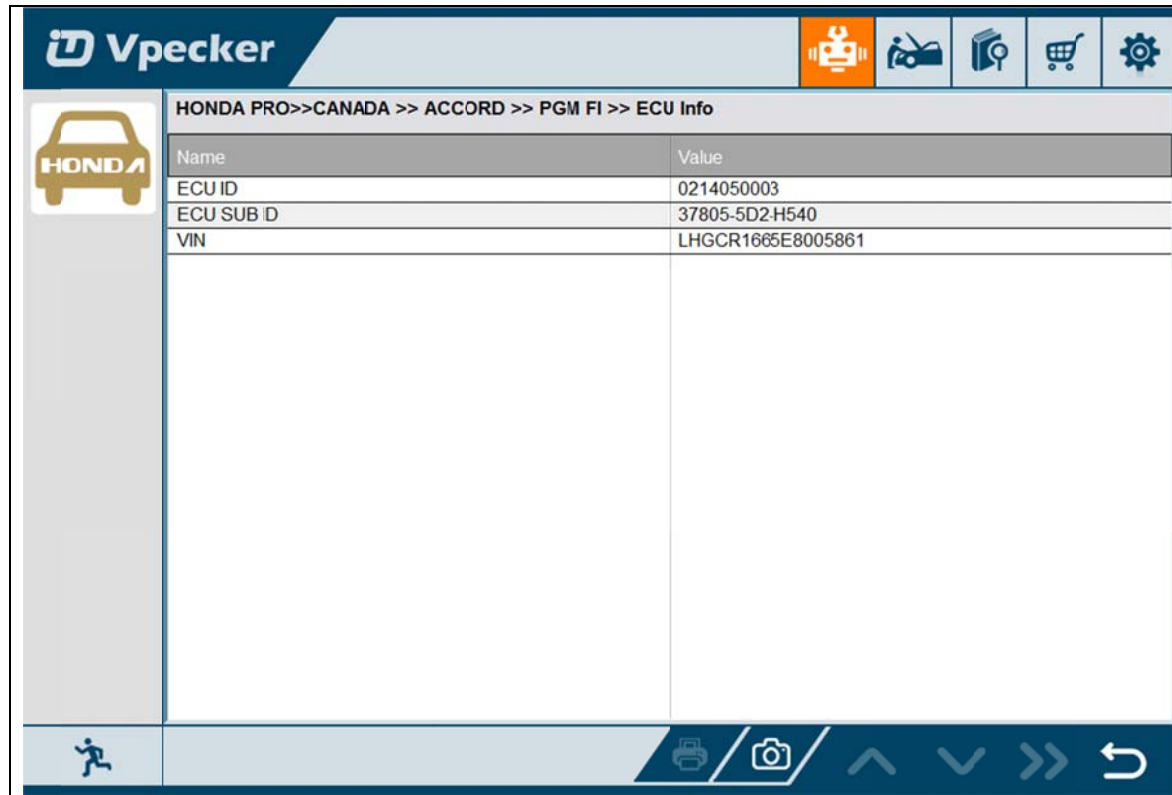 Vpecker
HONDA PRO>>CANADA >> ACCORD >> PGM FI >> ECU Info
HONDA
Name Value
ECU ID 0214050003
ECU SUB ID 37805-5D2-H540
VIN LHGCR1665E8005861